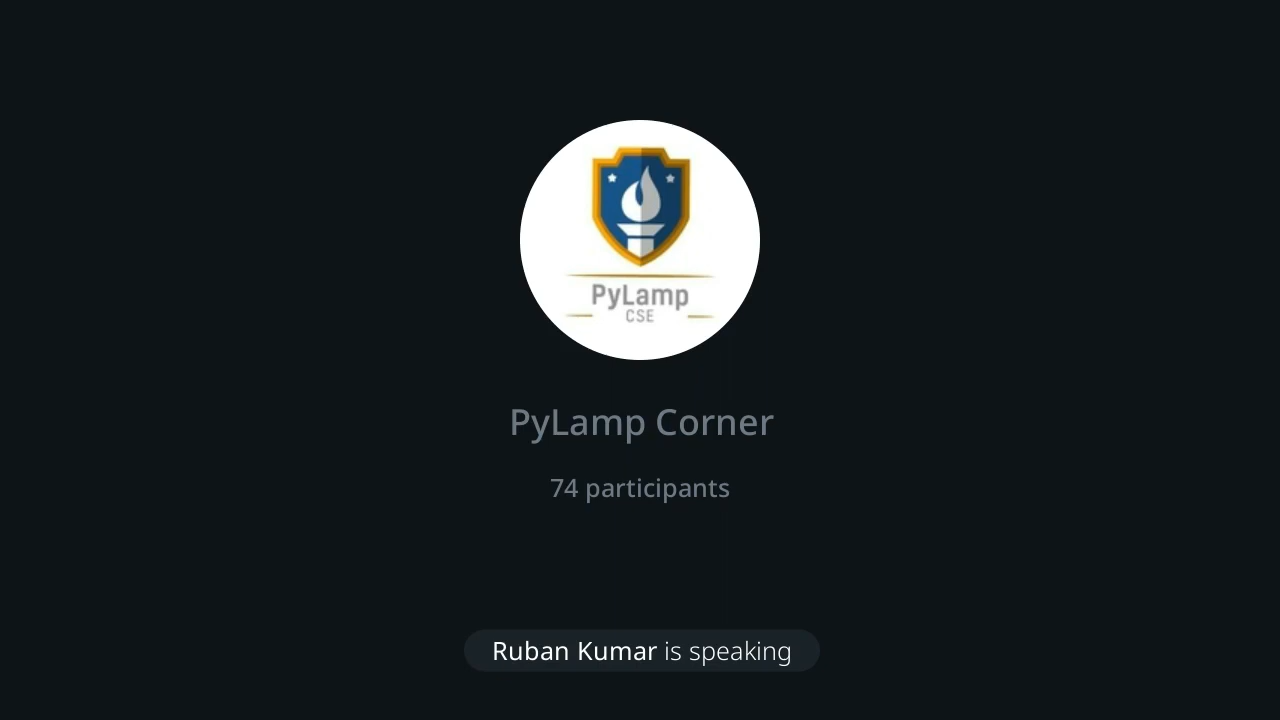 PyLamp
CSE
PyLamp Corner
74 participants
Ruban Kumar is speaking